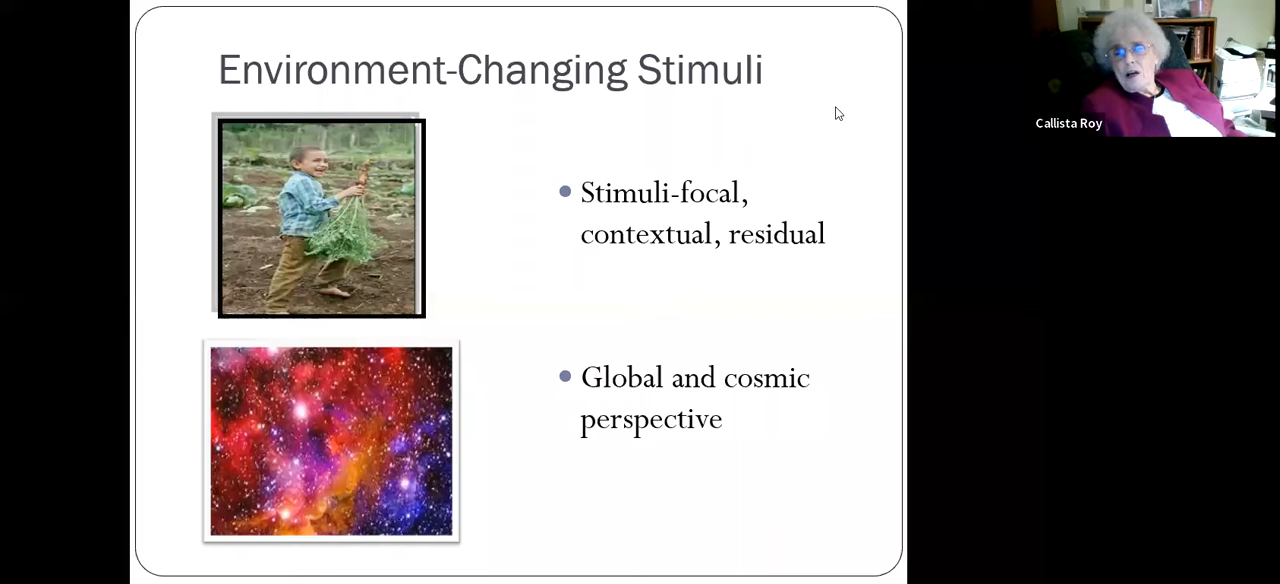 Environment-Changing Stimuli
Callista Roy
Stimuli-focal,
contextual, residual
Global and cosmic
perspective